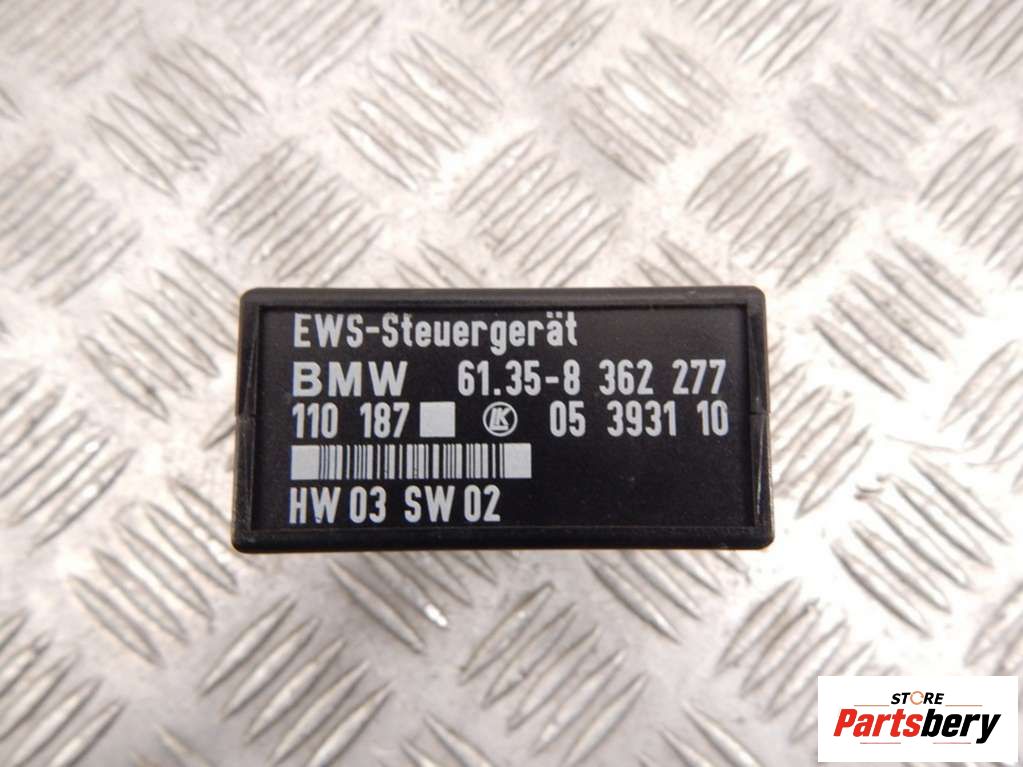 EWS-Steuergerät
BMW 61.35-8 362 277
110 187 LK 05 3931 10
HW 03 SW 02
STORE
Partsbery